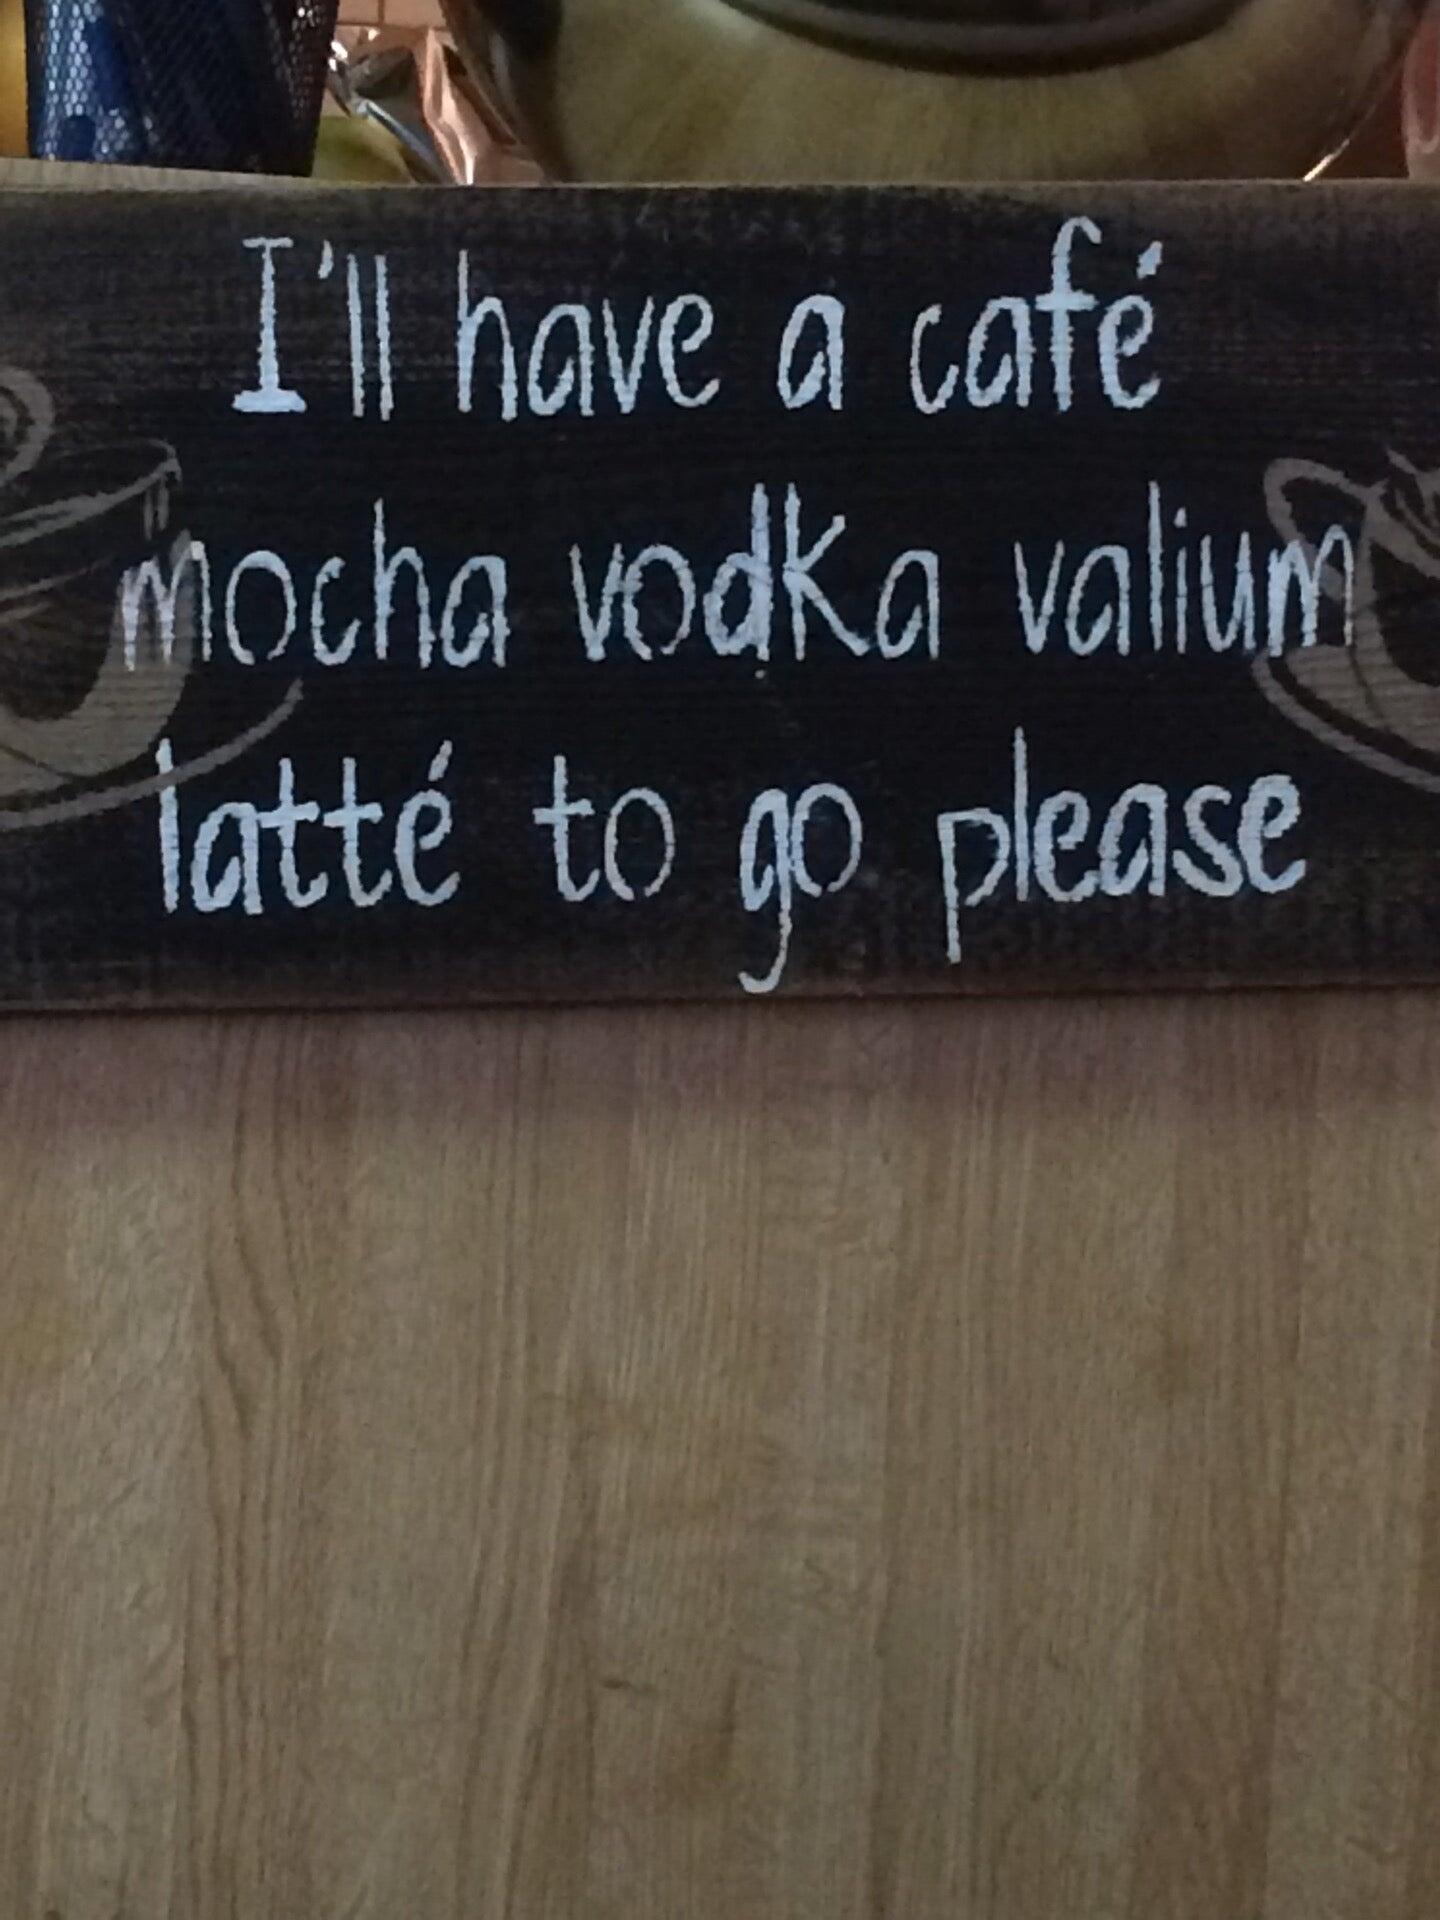 I'll have a café
mocha vodka valium
latté to go please